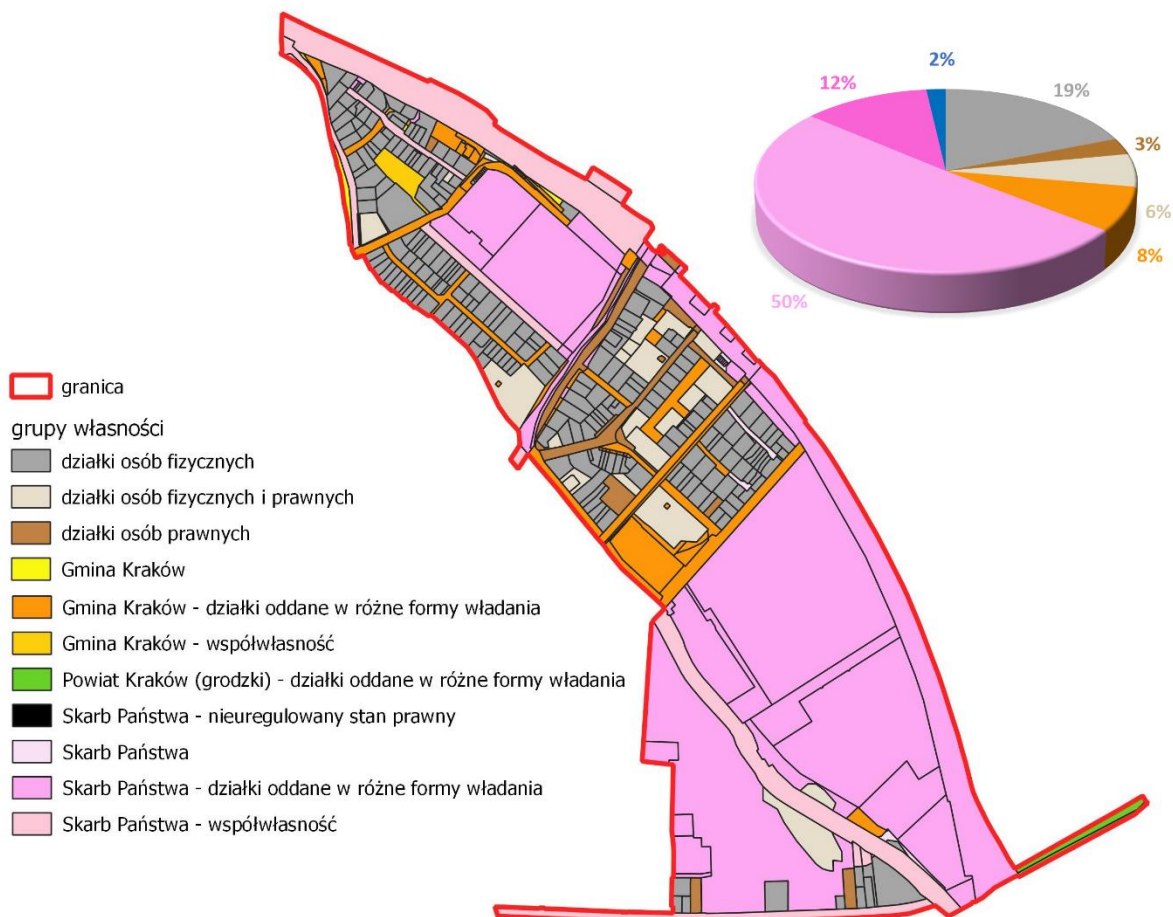 2%
12%
19%
3%
6%
8%
50%
granica
grupy własności
działki osób fizycznych
działki osób fizycznych i prawnych
działki osób prawnych
Gmina Kraków
Gmina Kraków - działki oddane w różne formy władania
Gmina Kraków - współwłasność
Powiat Kraków (grodzki) - działki oddane w różne formy władania
Skarb Państwa - nieuregulowany stan prawny
Skarb Państwa
Skarb Państwa - działki oddane w różne formy władania
Skarb Państwa - współwłasność